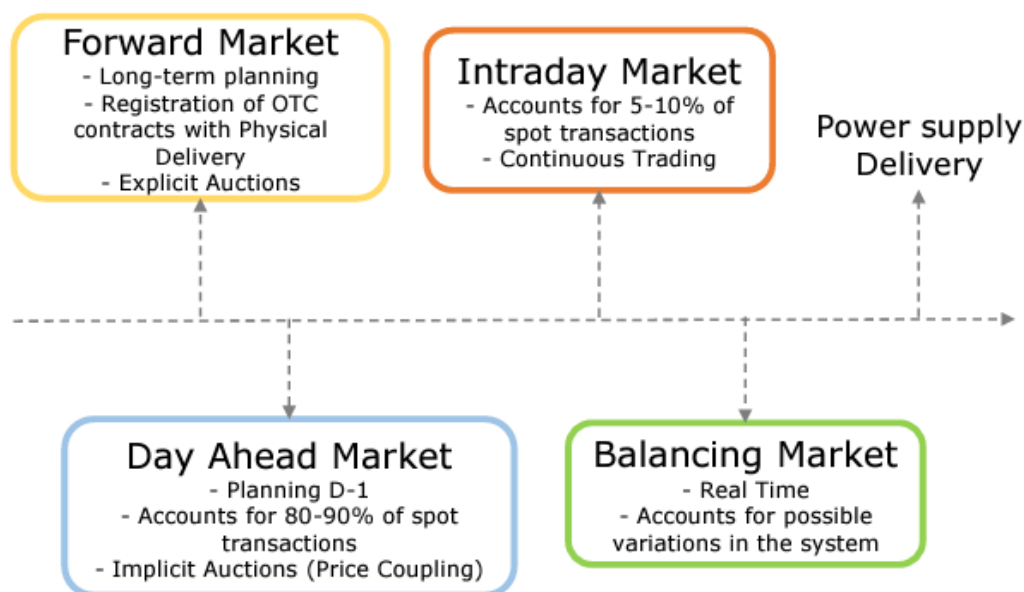 Forward Market
- Long-term planning
- Registration of OTC
contracts with Physical
Delivery
- Explicit Auctions
Intraday Market
- Accounts for 5-10% of
spot transactions
- Continuous Trading
Power supply
Delivery
Day Ahead Market
- Planning D-1
- Accounts for 80-90% of spot
transactions
- Implicit Auctions (Price Coupling)
Balancing Market
- Real Time
- Accounts for possible
variations in the system